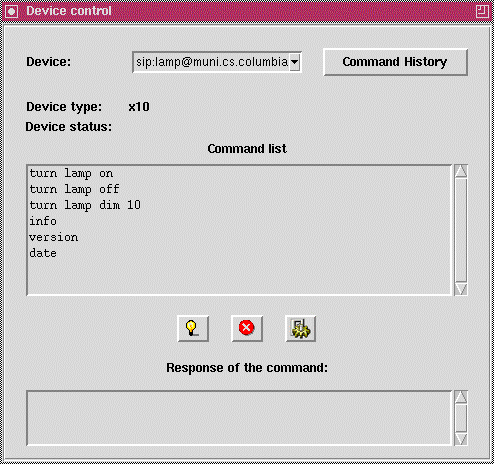 Device control
Device: sip:lamp@muni.cs.columbia Command History
Device type: x10
Device status:
Command list
turn lamp on
turn lamp off
turn lamp dim 10
info
version
date
Response of the command: